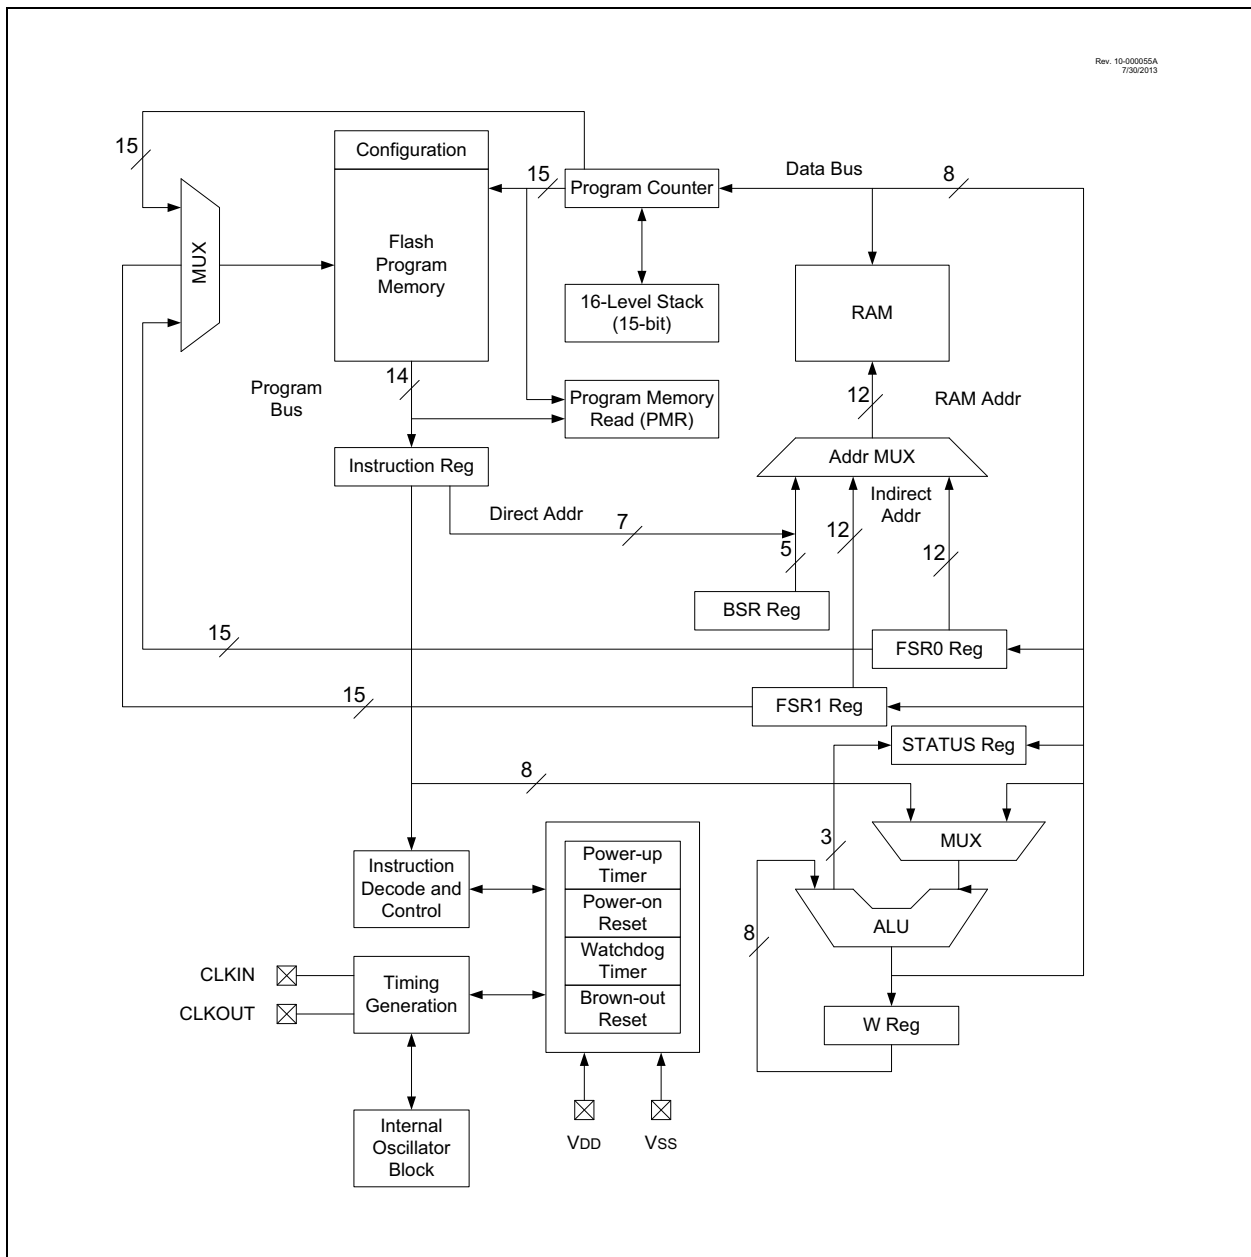 Rev. 10-000055A
7/30/2013
15
Configuration
15
Program Counter
Data Bus
8
MUX
Flash
Program
Memory
16-Level Stack
(15-bit)
RAM
14
Program
Bus
Program Memory
Read (PMR)
12
RAM Addr
Instruction Reg
Addr MUX
Direct Addr
7
Indirect
Addr
5
12
12
BSR Reg
15
FSR0 Reg
15
FSR1 Reg
STATUS Reg
8
3
MUX
Instruction
Decode and
Control
Power-up
Timer
Power-on
Reset
Watchdog
Timer
Brown-out
Reset
ALU
8
CLKIN
CLKOUT
Timing
Generation
W Reg
Internal
Oscillator
Block
VDD
VSS